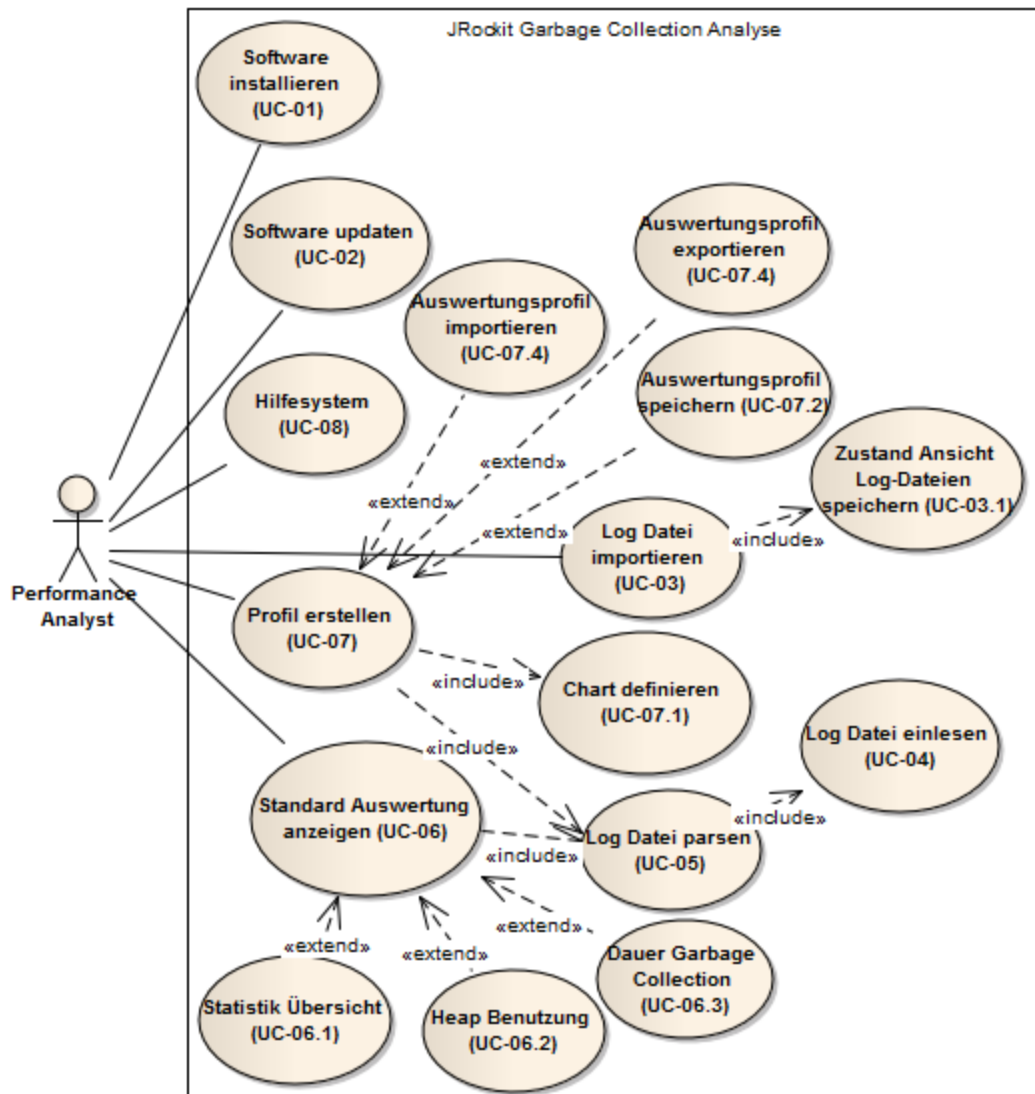 JRockit Garbage Collection Analyse
Software
installieren
(UC-01)
Software updaten
(UC-02)
Auswertungsprofil
exportieren
(UC-07.4)
Auswertungsprofil
importieren
(UC-07.4)
Auswertungsprofil
speichern (UC-07.2)
Hilfesystem
(UC-08)
Zustand Ansicht
Log-Dateien
speichern (UC-03.1)
«extend»
«extend»
«extend»
«include»
Log Datei
importieren
(UC-03)
Performance
Analyst
Profil erstellen
(UC-07)
«include»
Chart definieren
(UC-07.1)
«include»
Log Datei einlesen
(UC-04)
Standard Auswertung
anzeigen (UC-06)
«include»
Log Datei parsen
(UC-05)
«include»
«extend»
«extend»
«extend»
Dauer Garbage
Collection
(UC-06.3)
Statistik Übersicht
(UC-06.1)
Heap Benutzung
(UC-06.2)